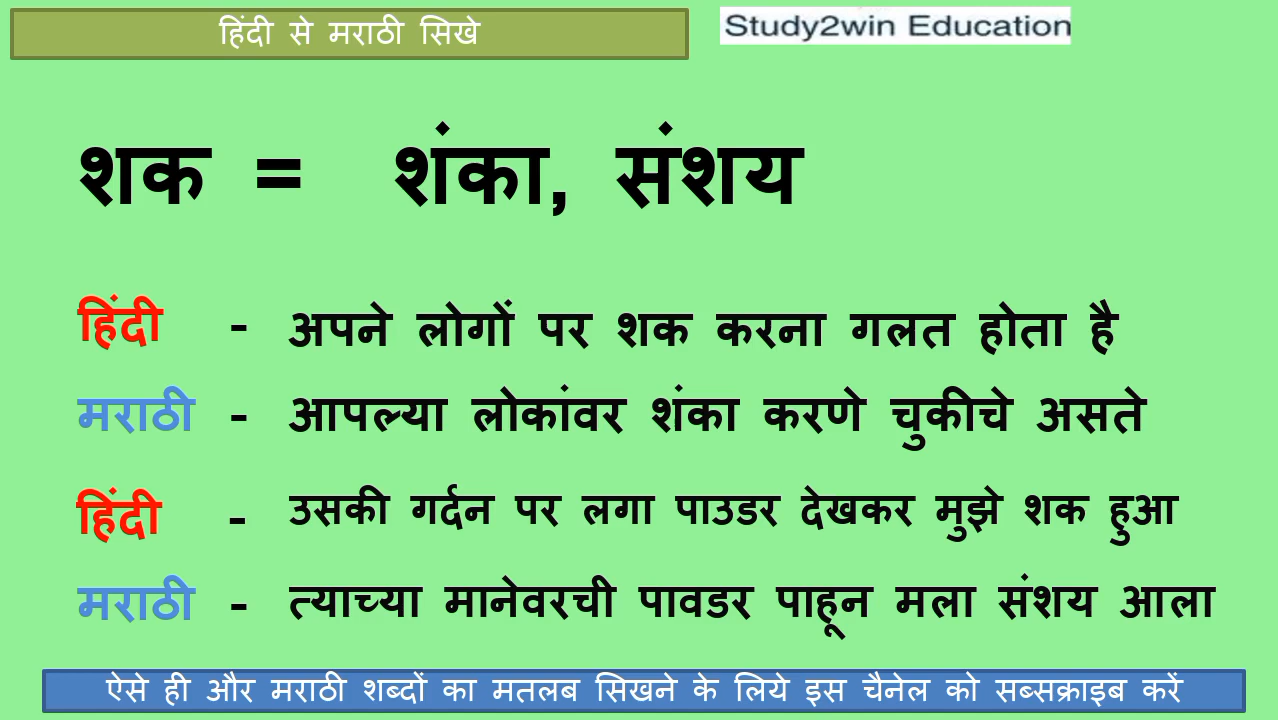 हिंदी से मराठी सिखे
Study2win Education
शक = शंका, संशय
हिंदी - अपने लोगों पर शक करना गलत होता है
मराठी - आपल्या लोकांवर शंका करणे चुकीचे असते
हिंदी - उसकी गर्दन पर लगा पाउडर देखकर मुझे शक हुआ
मराठी - त्याच्या मानेवरची पावडर पाहून मला संशय आला
ऐसे ही और मराठी शब्दों का मतलब सिखने के लिये इस चैनेल को सब्सक्राइब करें